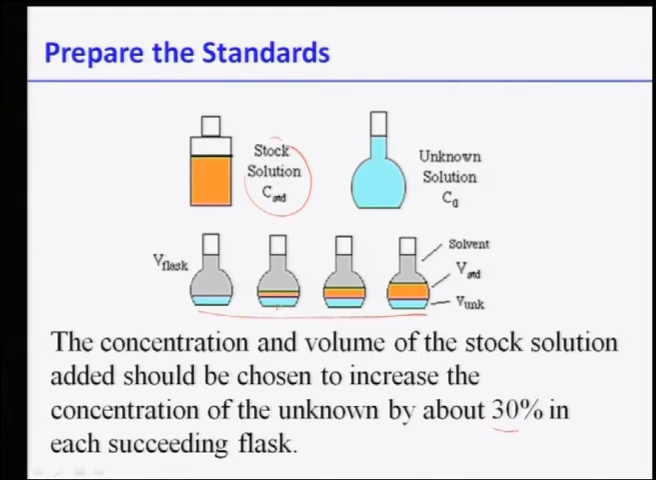 Prepare the Standards
Stock
Solution
Cstd
Unknown
Solution
C0
Vflask
Solvent
Vstd
Vunk
The concentration and volume of the stock solution
added should be chosen to increase the
concentration of the unknown by about 30% in
each succeeding flask.